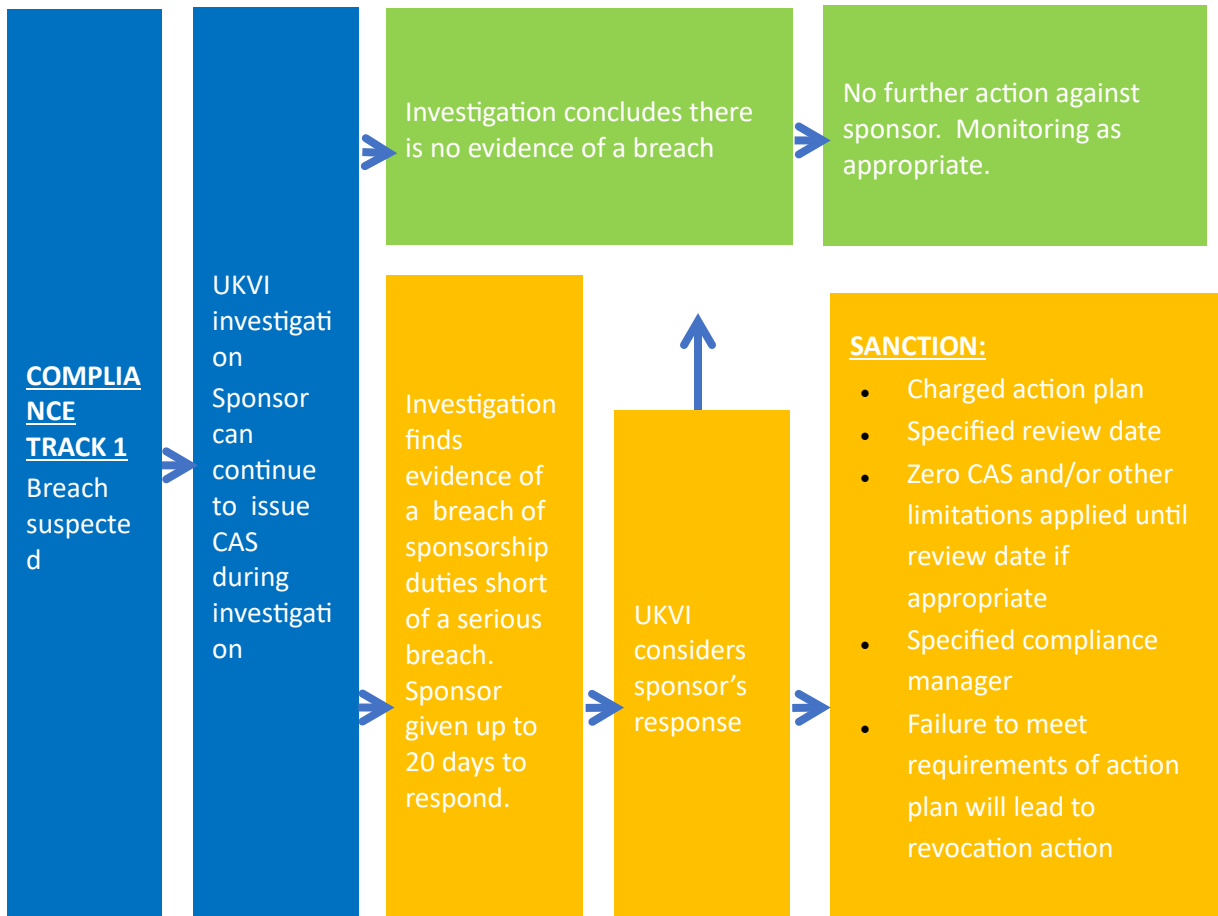 COMPLIA
NCE
TRACK 1
Breach
suspecte
d
UKVI
investigati
on
Sponsor
can
continue
to issue
CAS
during
investigati
on
Investigation concludes there
is no evidence of a breach
No further action against
sponsor. Monitoring as
appropriate.
Investigation
finds
evidence of
a breach of
sponsorship
duties short
of a serious
breach.
Sponsor
given up to
20 days to
respond.
UKVI
considers
sponsor’s
response
SANCTION:
• Charged action plan
• Specified review date
• Zero CAS and/or other
limitations applied until
review date if
appropriate
• Specified compliance
manager
• Failure to meet
requirements of action
plan will lead to
revocation action